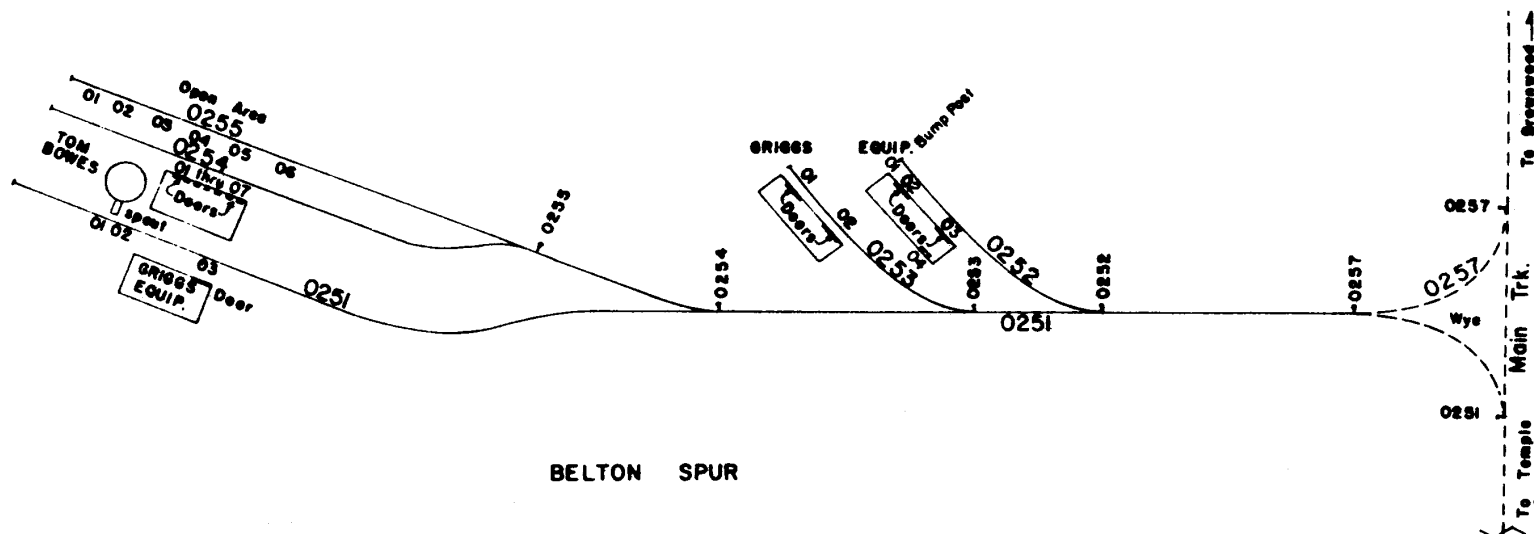 Open Area
0255
01 02 03 04 05 06
0254
01 thru 07
Doors
TOM
BOWES
spout
01 02
03
GRIGGS
EQUIP.
Door
0251
0255
0254
GRIGGS
01
Doors
02
0253
EQUIP.
Bump Post
01
02
Doors
03
04
0252
0253
0251
0252
0257
0257
Wye
0257
0251
To Brownwood
Main Trk.
To Temple
BELTON SPUR